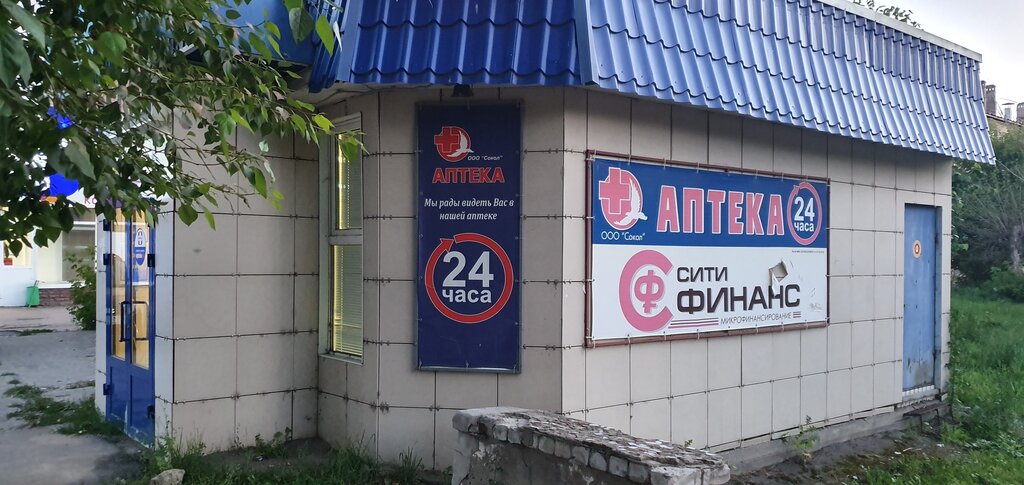 ООО "Сокол"
АПТЕКА
Мы рады видеть Вас в
нашей аптеке
24
часа
ООО "Сокол"
АПТЕКА
24
часа
СИТИ
ФИНАНС
МИКРОФИНАНСИРОВАНИЕ